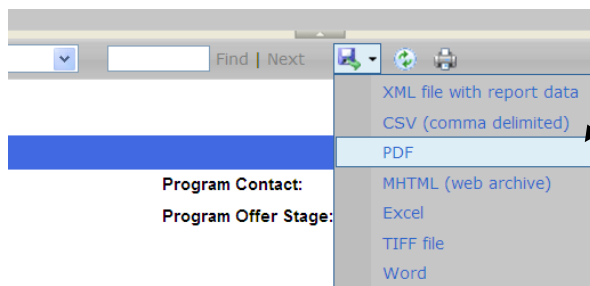 Find | Next
XML file with report data
CSV (comma delimited)
PDF
Program Contact:
MHTML (web archive)
Program Offer Stage:
Excel
TIFF file
Word